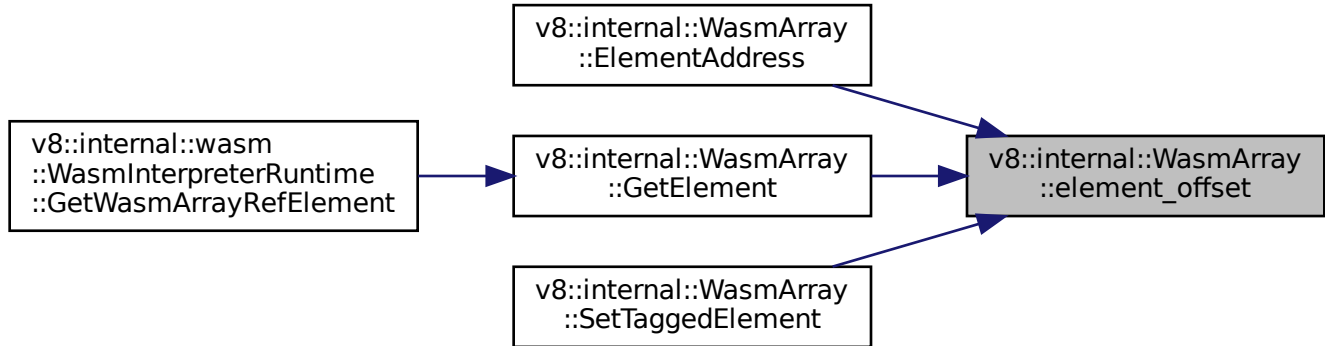 v8::internal::WasmArray
::ElementAddress
v8::internal::wasm
::WasmInterpreterRuntime
::GetWasmArrayRefElement
v8::internal::WasmArray
::GetElement
v8::internal::WasmArray
::element_offset
v8::internal::WasmArray
::SetTaggedElement